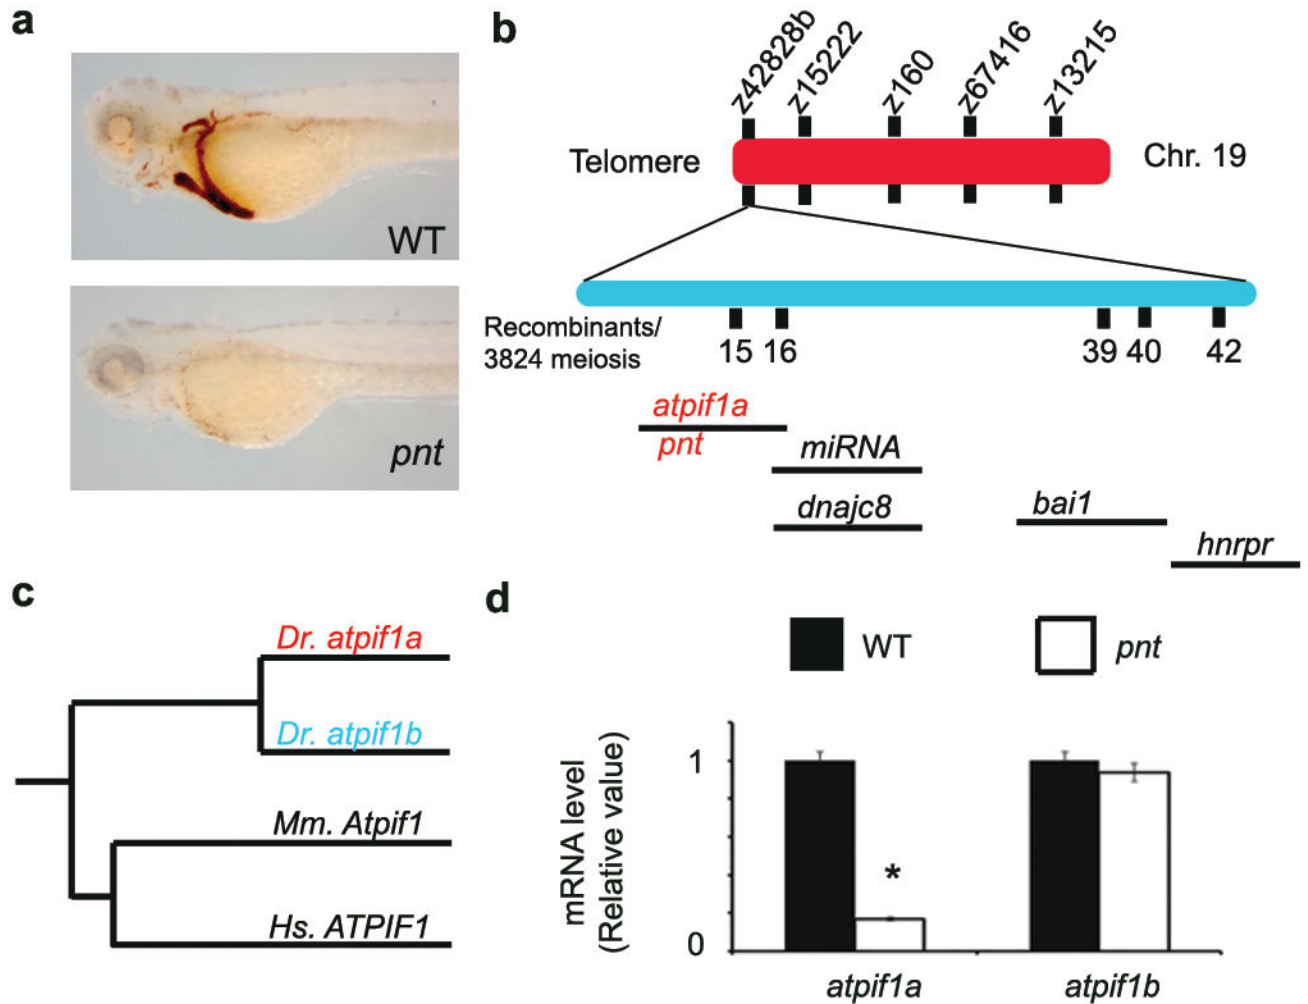 a
WT
pnt
b
z42828b
z15222
z160
z67416
z13215
Telomere
Chr. 19
Recombinants/
3824 meiosis
15 16 39 40 42
atpif1a
pnt
miRNA
dnajc8
bai1
hnrpr
c
Dr. atpif1a
Dr. atpif1b
Mm. Atpif1
Hs. ATPIF1
d
WT
pnt
mRNA level
(Relative value)
1
*
0
atpif1a
atpif1b